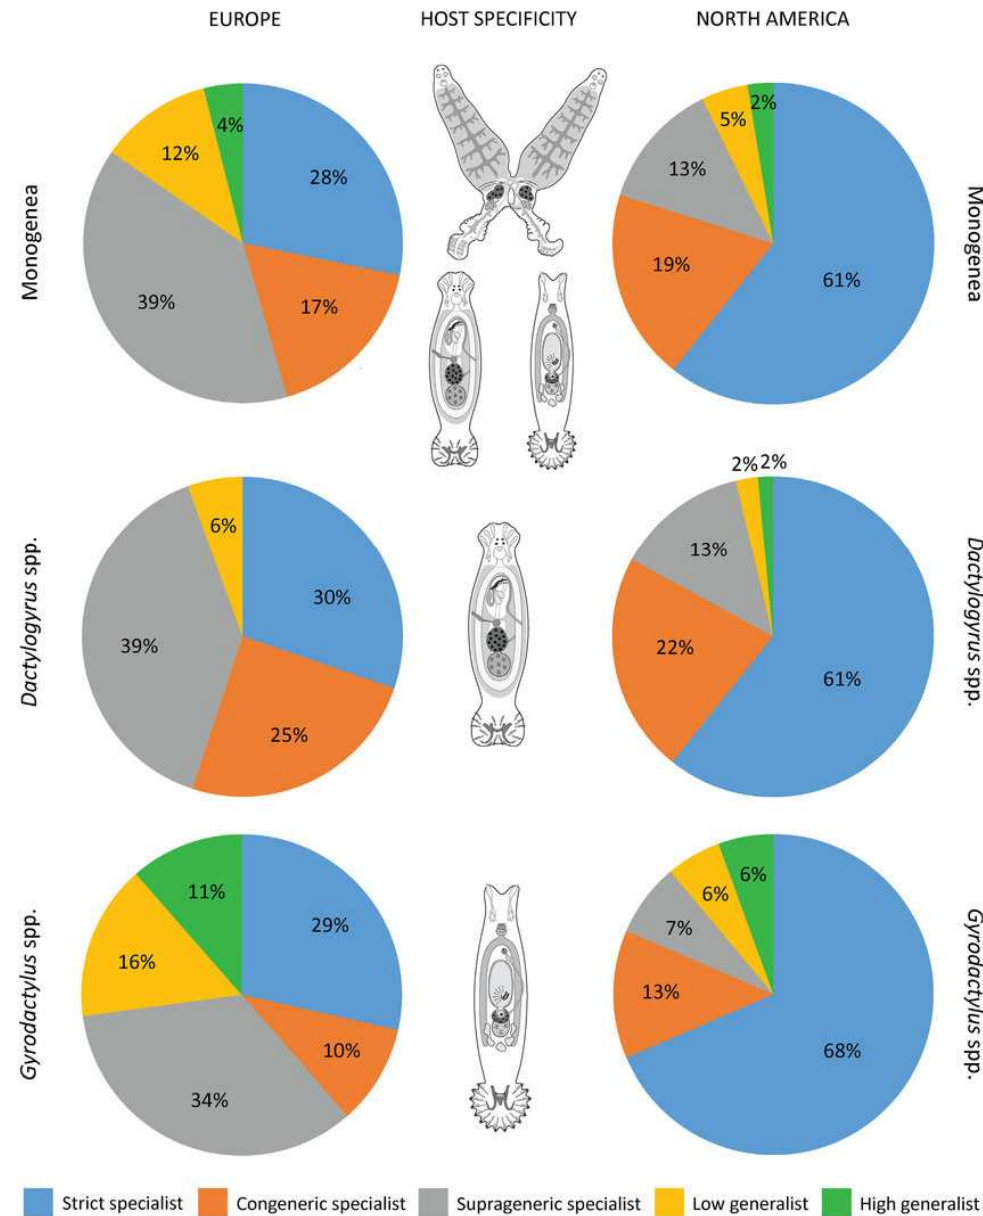 EUROPE
HOST SPECIFICITY
NORTH AMERICA
Monogenea
4%
12%
28%
39%
17%
2%
5%
13%
19%
61%
Monogenea
Dactylogyrus spp.
6%
30%
39%
25%
2%
2%
13%
22%
61%
Dactylogyrus spp.
Gyrodactylus spp.
11%
29%
16%
10%
34%
6%
6%
7%
13%
68%
Gyrodactylus spp.
Strict specialist
Congeneric specialist
Suprageneric specialist
Low generalist
High generalist